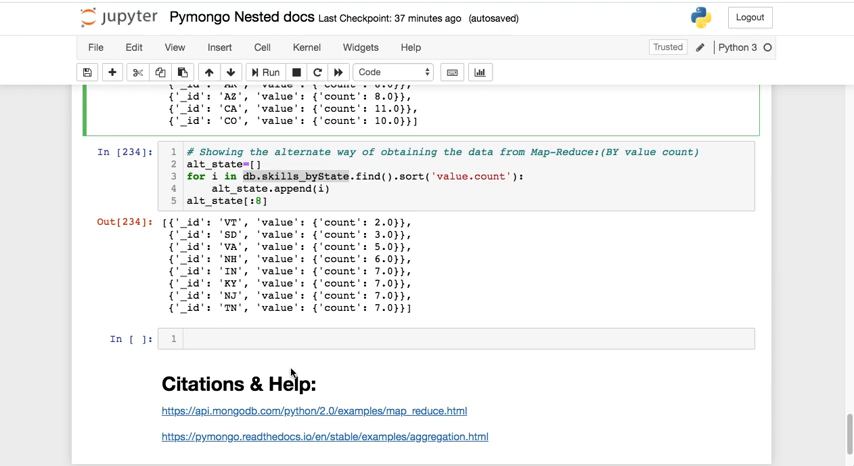 jupyter Pymongo Nested docs Last Checkpoint: 37 minutes ago (autosaved)
Logout
File Edit View Insert Cell Kernel Widgets Help
Trusted Python 3
Run Code
{'_id': 'AZ', 'value': {'count': 8.0}},
{'_id': 'CA', 'value': {'count': 11.0}},
{'_id': 'CO', 'value': {'count': 10.0}}]
In [234]:
1 # Showing the alternate way of obtaining the data from Map-Reduce:(BY value count)
2 alt_state=[]
3 for i in db.skills_byState.find().sort('value.count'):
4 alt_state.append(i)
5 alt_state[:8]
Out[234]: [{'_id': 'VT', 'value': {'count': 2.0}},
{'_id': 'SD', 'value': {'count': 3.0}},
{'_id': 'VA', 'value': {'count': 5.0}},
{'_id': 'NH', 'value': {'count': 6.0}},
{'_id': 'IN', 'value': {'count': 7.0}},
{'_id': 'KY', 'value': {'count': 7.0}},
{'_id': 'NJ', 'value': {'count': 7.0}},
{'_id': 'TN', 'value': {'count': 7.0}}]
In [ ]: 1
Citations & Help:
https://api.mongodb.com/python/2.0/examples/map_reduce.html
https://pymongo.readthedocs.io/en/stable/examples/aggregation.html